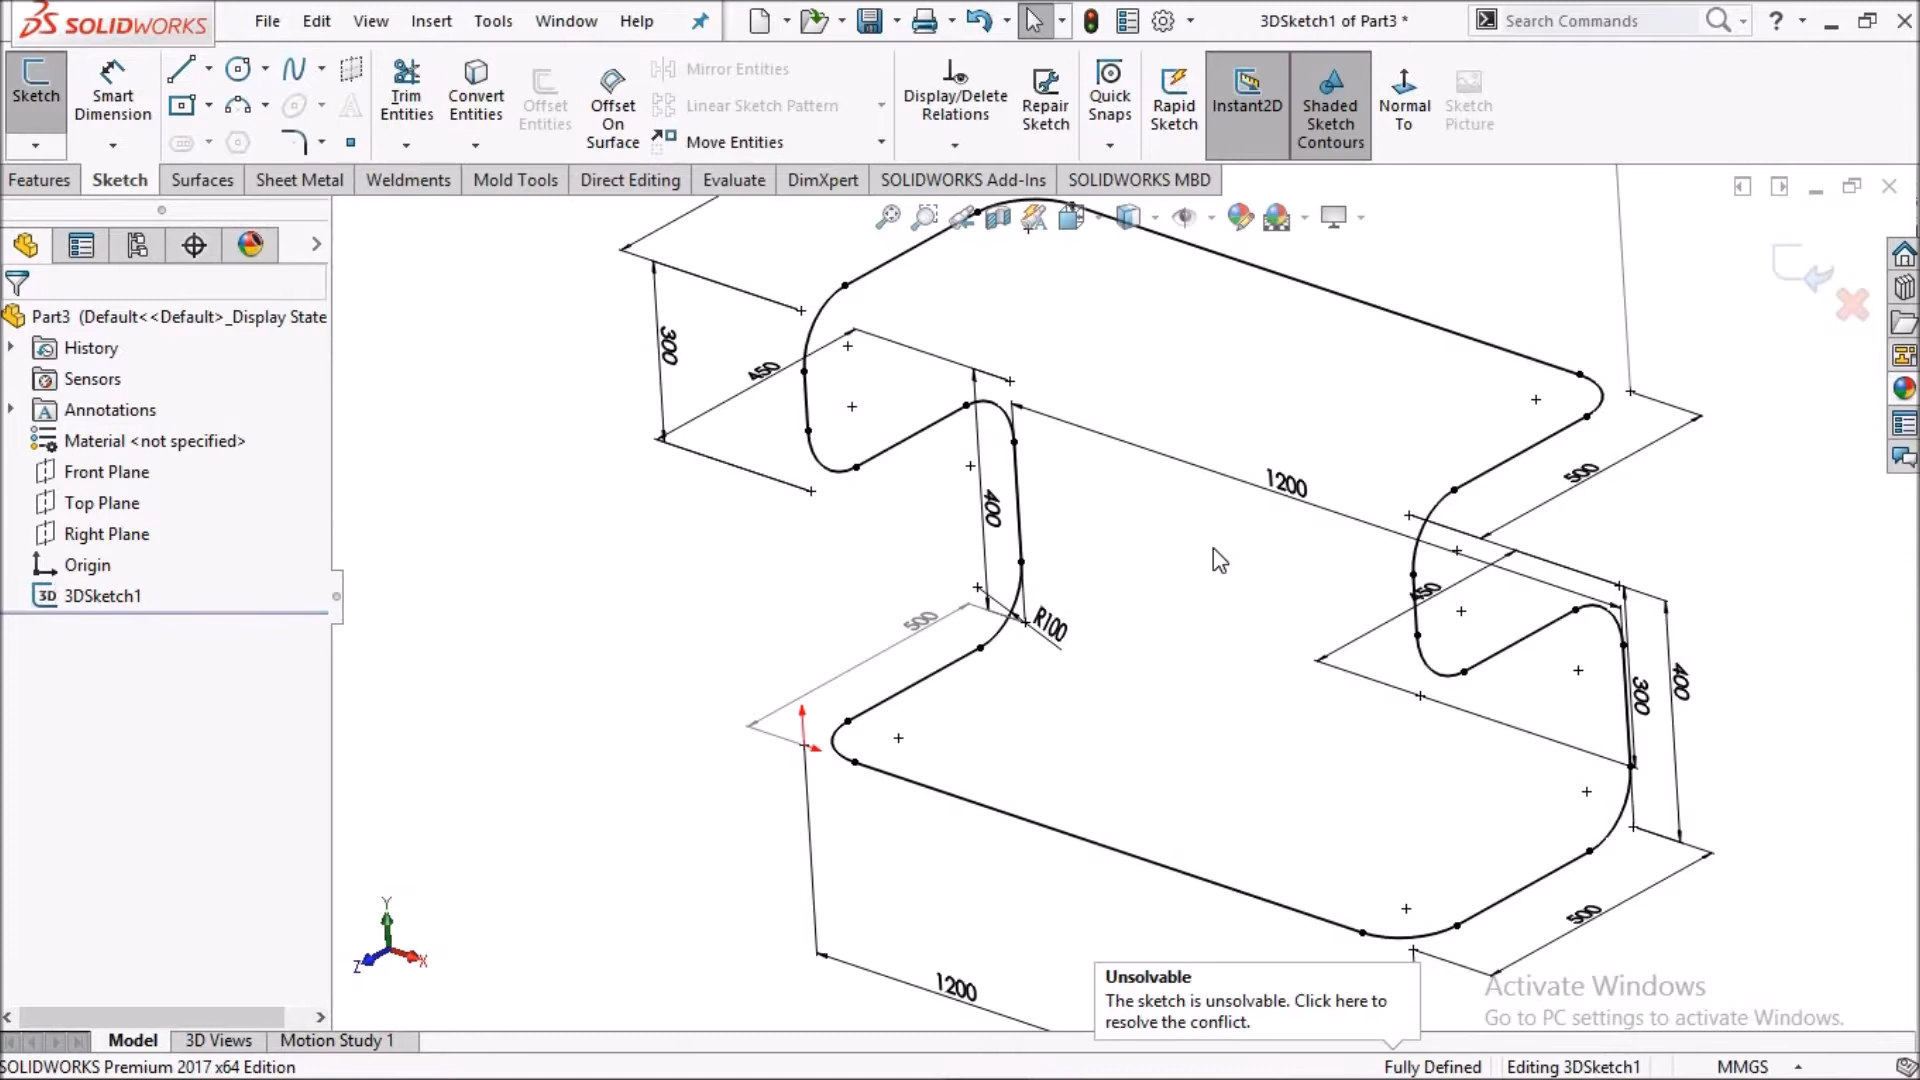 SOLIDWORKS
File Edit View Insert Tools Window Help
3DSketch1 of Part3 *
Search Commands
Sketch
Smart Dimension
Trim Entities
Convert Entities
Offset Entities
Offset On Surface
Mirror Entities
Linear Sketch Pattern
Move Entities
Display/Delete Relations
Repair Sketch
Quick Snaps
Rapid Sketch
Instant2D
Shaded Sketch Contours
Normal To
Sketch Picture
Features Sketch Surfaces Sheet Metal Weldments Mold Tools Direct Editing Evaluate DimXpert SOLIDWORKS Add-Ins SOLIDWORKS MBD
Part3 (Default<<Default>_Display State
History
Sensors
Annotations
Material <not specified>
Front Plane
Top Plane
Right Plane
Origin
3D 3DSketch1
300
450
400
1200
500
450
R100
500
300
400
500
1200
Y
Z
X
Unsolvable
The sketch is unsolvable. Click here to
resolve the conflict.
Activate Windows
Go to PC settings to activate Windows.
Model 3D Views Motion Study 1
SOLIDWORKS Premium 2017 x64 Edition
Fully Defined Editing 3DSketch1 MMGS